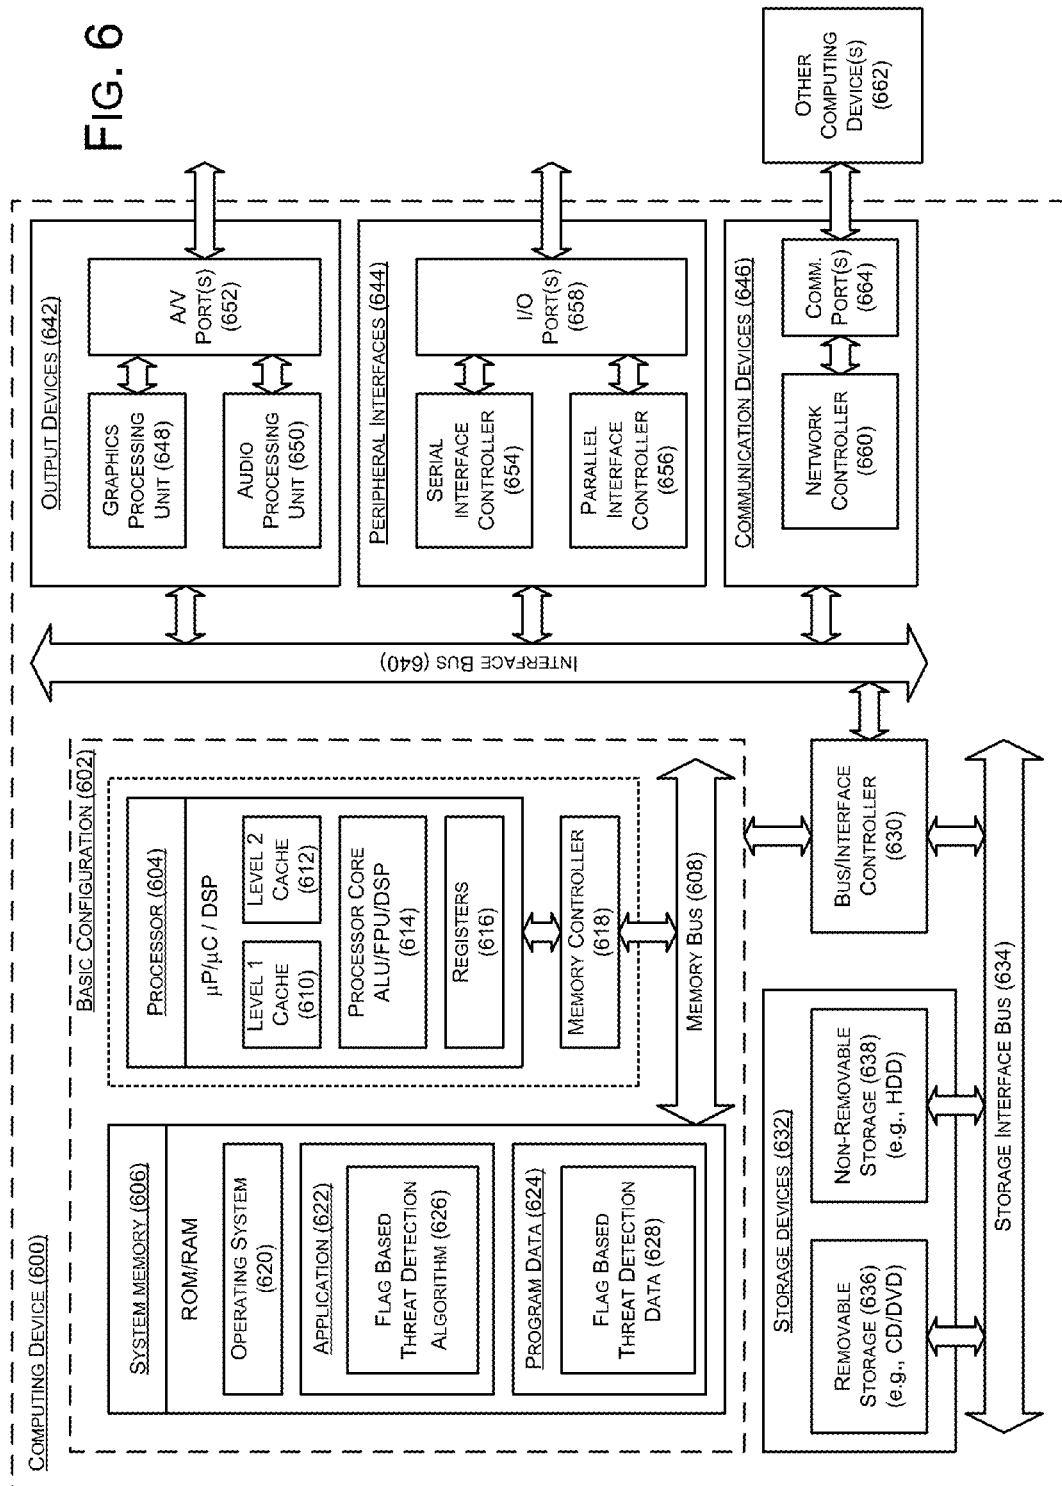 COMPUTING DEVICE (600)
BASIC CONFIGURATION (602)
SYSTEM MEMORY (606)
ROM/RAM
OPERATING SYSTEM
(620)
APPLICATION (622)
FLAG BASED
THREAT DETECTION
ALGORITHM (626)
PROGRAM DATA (624)
FLAG BASED
THREAT DETECTION
DATA (628)
PROCESSOR (604)
µP/µC / DSP
LEVEL 1
CACHE
(610)
LEVEL 2
CACHE
(612)
PROCESSOR CORE
ALU/FPU/DSP
(614)
REGISTERS
(616)
MEMORY CONTROLLER
(618)
MEMORY BUS (608)
STORAGE DEVICES (632)
REMOVABLE
STORAGE (636)
(e.g., CD/DVD)
NON-REMOVABLE
STORAGE (638)
(e.g., HDD)
BUS/INTERFACE
CONTROLLER
(630)
STORAGE INTERFACE BUS (634)
INTERFACE BUS (640)
OUTPUT DEVICES (642)
GRAPHICS
PROCESSING
UNIT (648)
AUDIO
PROCESSING
UNIT (650)
A/V
PORT(S)
(652)
PERIPHERAL INTERFACES (644)
SERIAL
INTERFACE
CONTROLLER
(654)
PARALLEL
INTERFACE
CONTROLLER
(656)
I/O
PORT(S)
(658)
COMMUNICATION DEVICES (646)
NETWORK
CONTROLLER
(660)
COMM.
PORT(S)
(664)
OTHER
COMPUTING
DEVICE(S)
(662)
FIG. 6